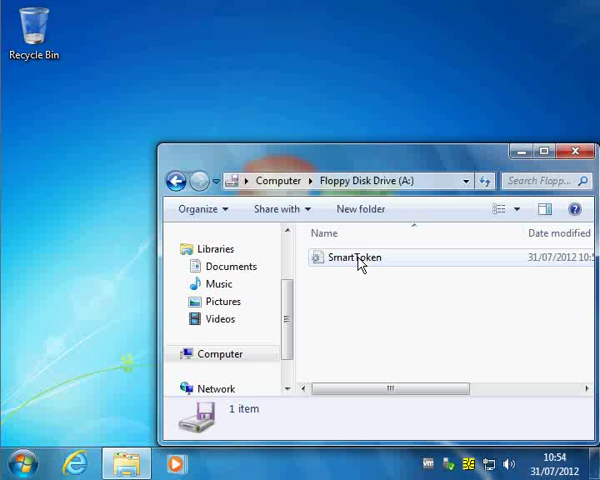 Recycle Bin
Computer
Floppy Disk Drive (A:)
Search Flopp...
Organize
Share with
New folder
Name
Date modified
Libraries
Documents
Music
Pictures
Videos
Computer
Network
SmartToken
31/07/2012 10:5
1 item
10:54
31/07/2012